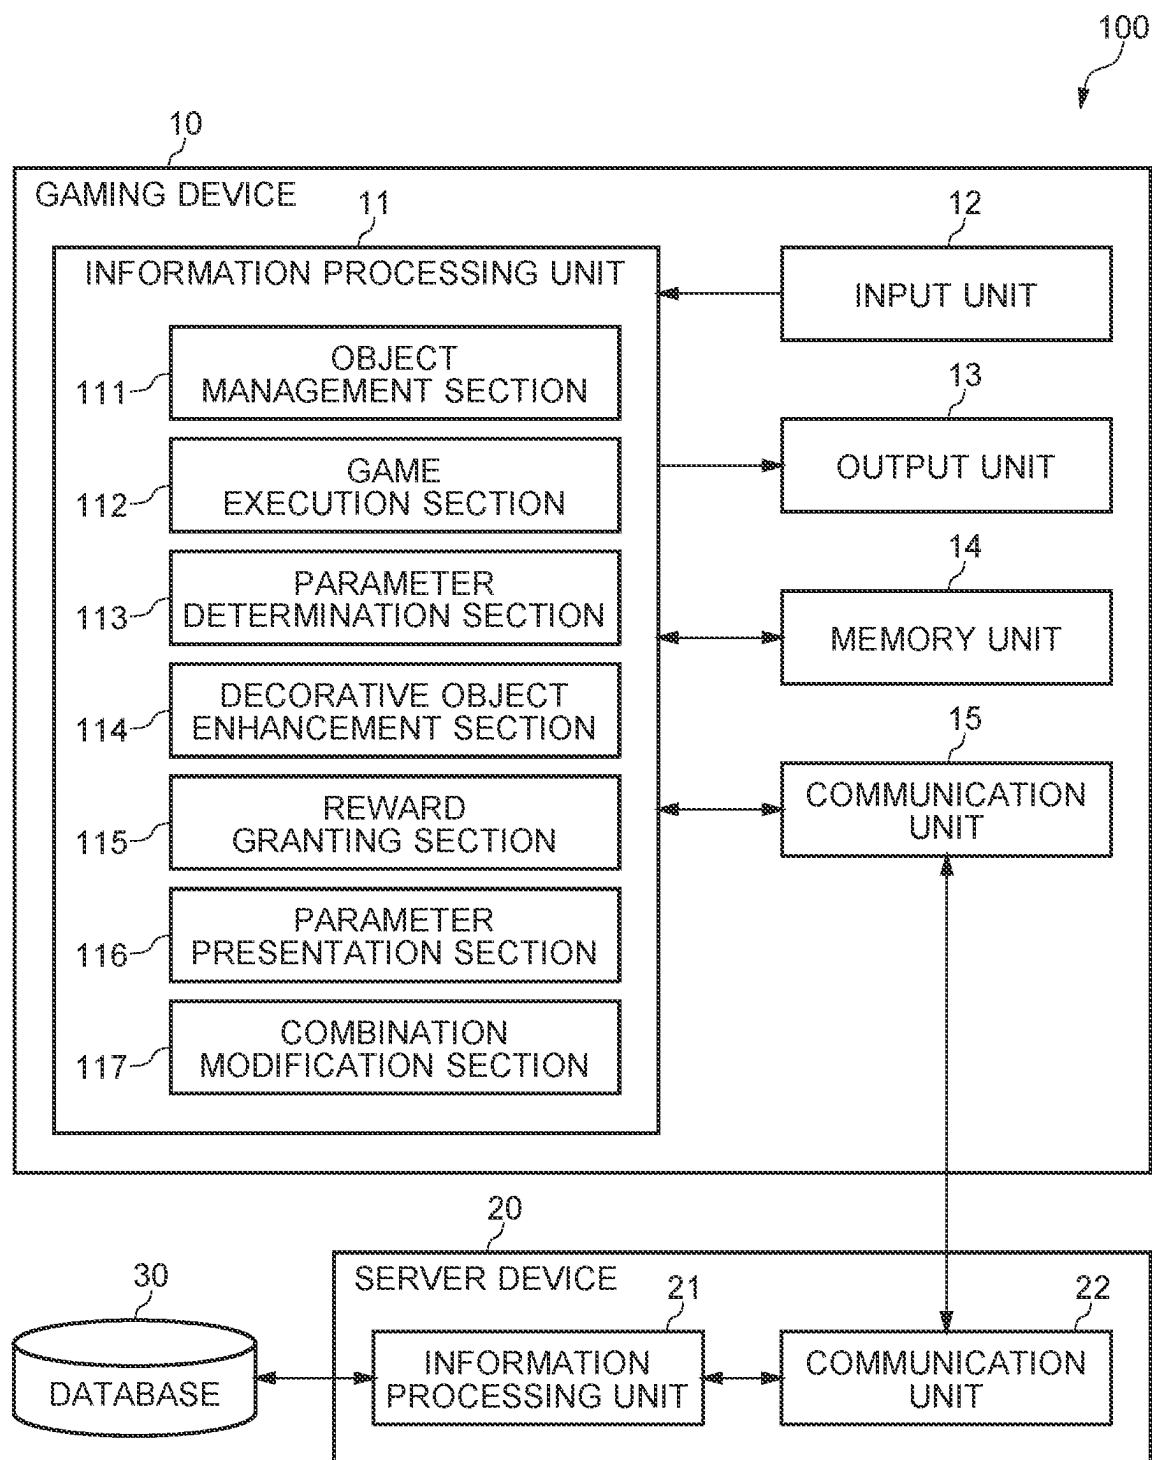 100
10
GAMING DEVICE
11
INFORMATION PROCESSING UNIT
111
OBJECT
MANAGEMENT SECTION
112
GAME
EXECUTION SECTION
113
PARAMETER
DETERMINATION SECTION
114
DECORATIVE OBJECT
ENHANCEMENT SECTION
115
REWARD
GRANTING SECTION
116
PARAMETER
PRESENTATION SECTION
117
COMBINATION
MODIFICATION SECTION
12
INPUT UNIT
13
OUTPUT UNIT
14
MEMORY UNIT
15
COMMUNICATION
UNIT
20
SERVER DEVICE
30
DATABASE
21
INFORMATION
PROCESSING UNIT
22
COMMUNICATION
UNIT